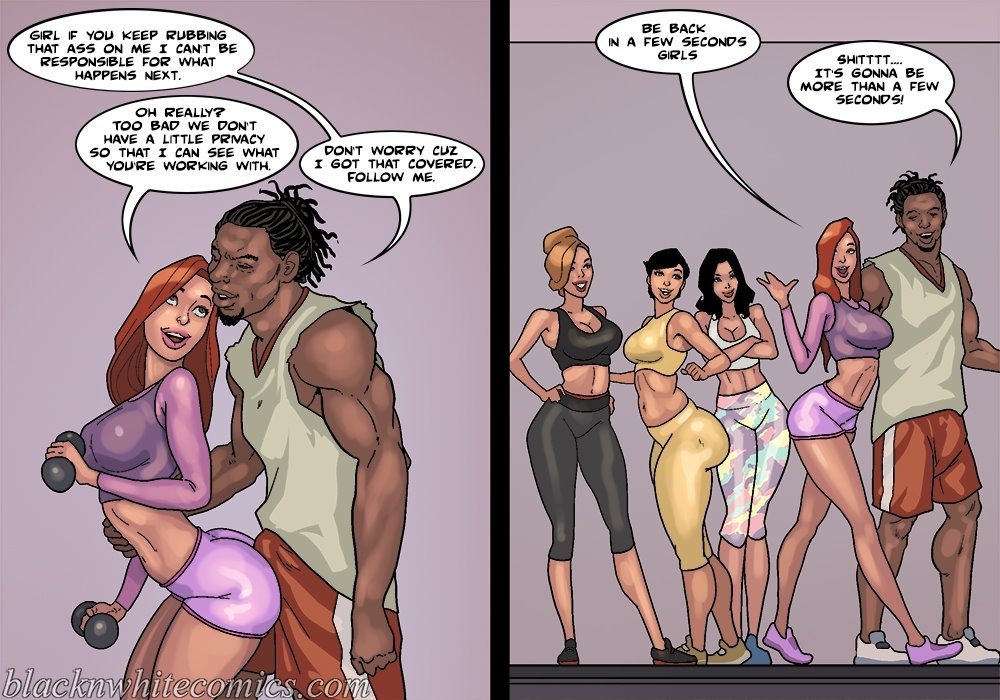 GIRL IF YOU KEEP RUBBING
THAT ASS ON ME I CAN'T BE
RESPONSIBLE FOR WHAT
HAPPENS NEXT.
OH REALLY?
TOO BAD WE DON'T
HAVE A LITTLE PRIVACY
SO THAT I CAN SEE WHAT
YOU'RE WORKING WITH.
DON'T WORRY CUZ
I GOT THAT COVERED.
FOLLOW ME.
BE BACK
IN A FEW SECONDS
GIRLS
SHITTTT....
IT'S GONNA BE
MORE THAN A FEW
SECONDS!
blacknwhitecomics.com